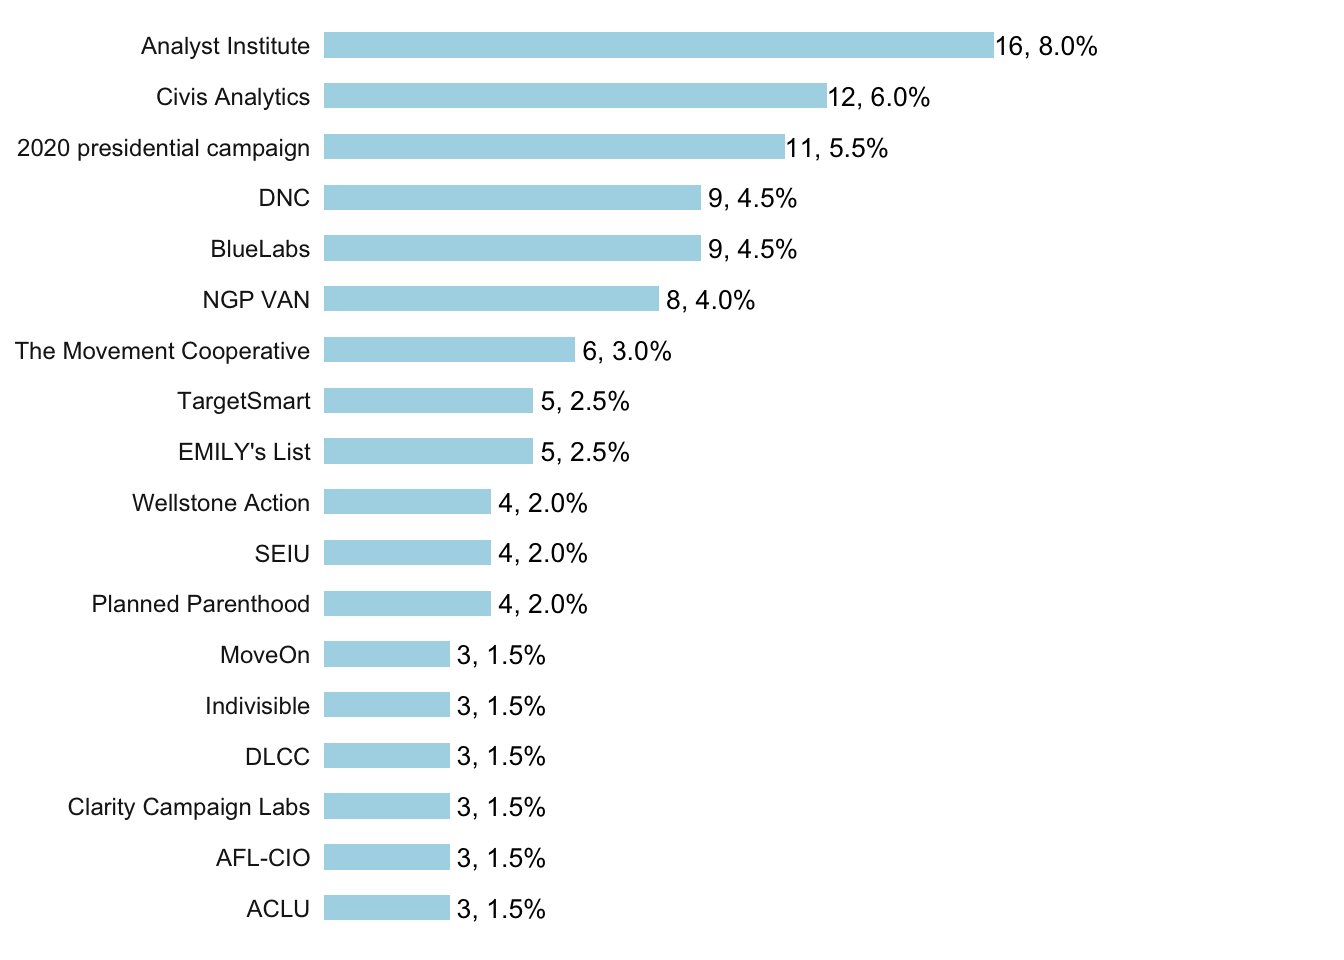 Analyst Institute 16, 8.0%
Civis Analytics 12, 6.0%
2020 presidential campaign 11, 5.5%
DNC 9, 4.5%
BlueLabs 9, 4.5%
NGP VAN 8, 4.0%
The Movement Cooperative 6, 3.0%
TargetSmart 5, 2.5%
EMILY's List 5, 2.5%
Wellstone Action 4, 2.0%
SEIU 4, 2.0%
Planned Parenthood 4, 2.0%
MoveOn 3, 1.5%
Indivisible 3, 1.5%
DLCC 3, 1.5%
Clarity Campaign Labs 3, 1.5%
AFL-CIO 3, 1.5%
ACLU 3, 1.5%